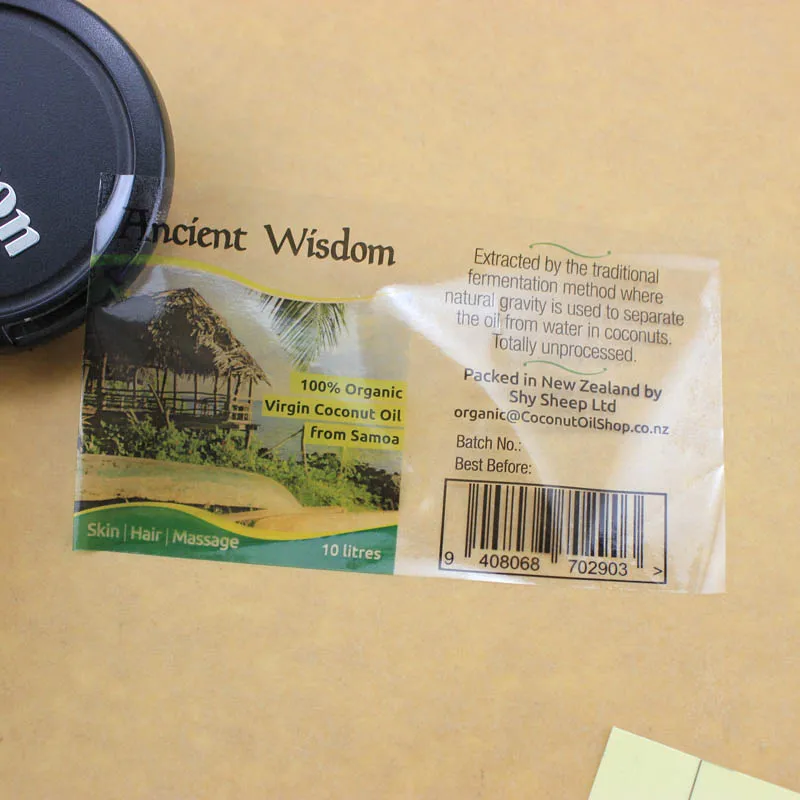 on
Ancient Wisdom
100% Organic
Virgin Coconut Oil
from Samoa
Skin | Hair | Massage
10 litres
Extracted by the traditional
fermentation method where
natural gravity is used to separate
the oil from water in coconuts.
Totally unprocessed.
Packed in New Zealand by
Shy Sheep Ltd
organic@CoconutOilShop.co.nz
Batch No.:
Best Before:
9 408068 702903 >